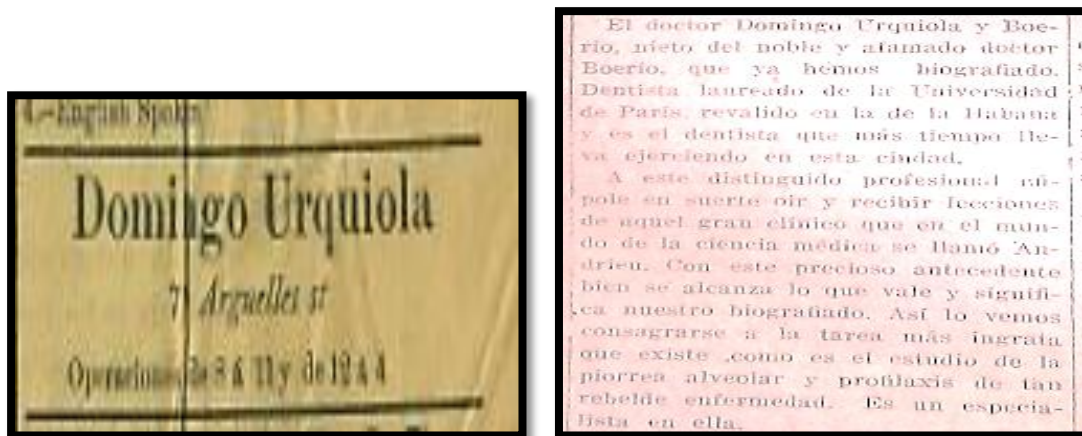 4.—English Spoken
Domingo Urquiola
7 Arguelles st
Operaciones de 8 á 11 y de 12 á 4
El doctor Domingo Urquiola y Boe-
rio, nieto del noble y afamado doctor
Boerio, que ya hemos biografiado.
Dentista laureado de la Universidad
de París, revalido en la de la Habana
y es el dentista que más tiempo lle-
va ejerciendo en esta ciudad.
A este distinguido profesional cú-
pole en suerte oir y recibir lecciones
de aquel gran clínico que en el mun-
do de la ciencia médica se llamó An-
drieu. Con este precioso antecedente
bien se alcanza lo que vale y signifi-
ca nuestro biografiado. Así lo vemos
consagrarse a la tarea más ingrata
que existe ,como es el estudio de la
piorrea alveolar y profilaxis de tan
rebelde enfermedad. Es un especia-
lista en ella.